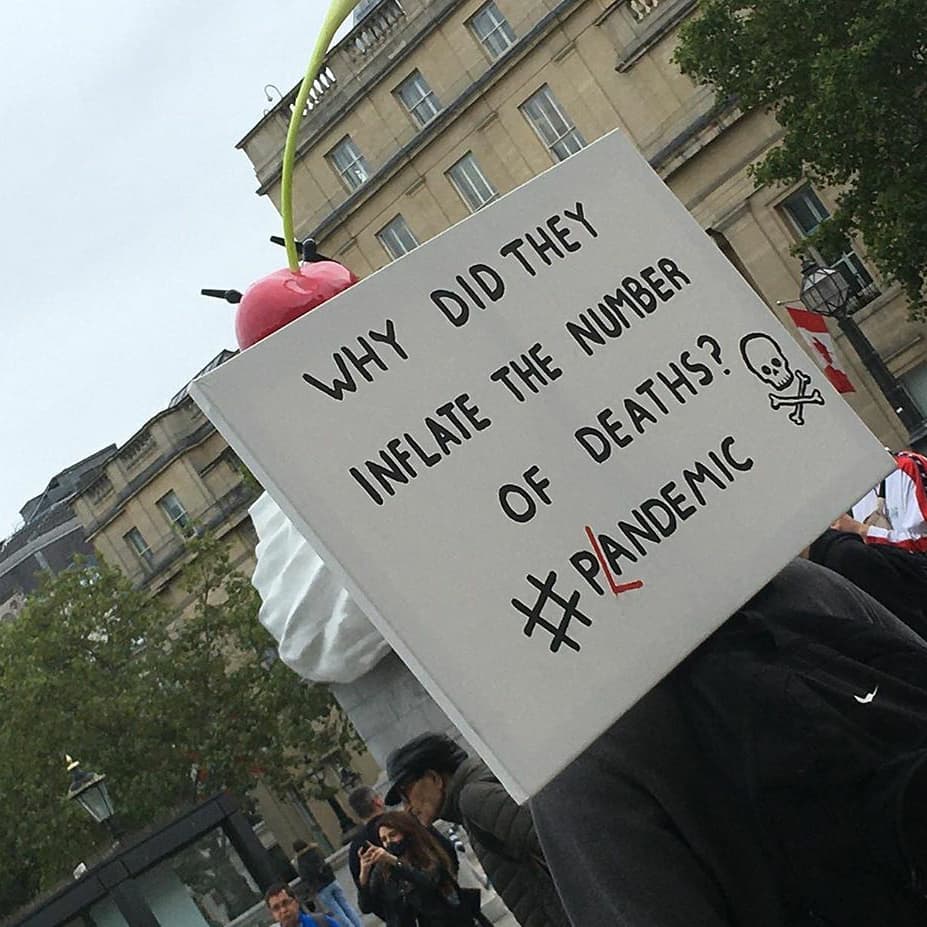 WHY DID THEY
INFLATE THE NUMBER
OF DEATHS?
#PLANDEMIC